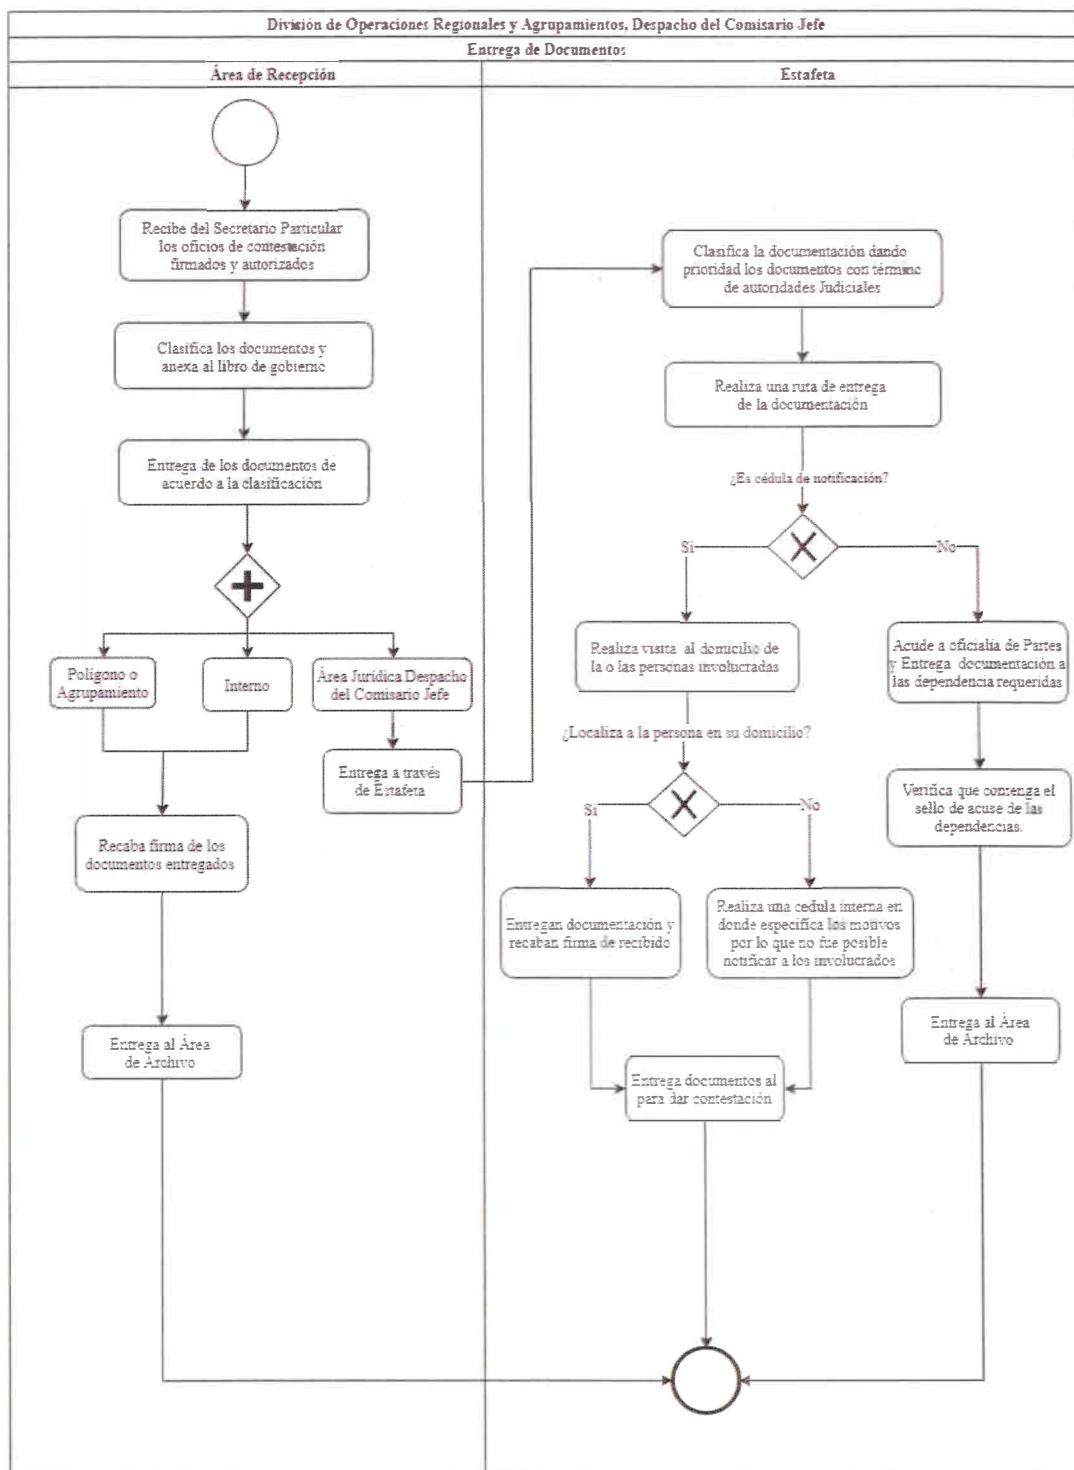 División de Operaciones Regionales y Agrupamientos, Despacho del Comisario Jefe
Entrega de Documentos
Área de Recepción
Estafeta
Recibe del Secretario Particular
los oficios de contestación
firmados y autorizados
Clasifica los documentos y
anexa al libro de gobierno
Entrega de los documentos de
acuerdo a la clasificación
Polígono o
Agrupamiento
Interno
Área Jurídica Despacho
del Comisario Jefe
Entrega a través
de Estafeta
Recaba firma de los
documentos entregados
Entrega al Área
de Archivo
Clasifica la documentación dando
prioridad los documentos con término
de autoridades Judiciales
Realiza una ruta de entrega
de la documentación
¿Es cédula de notificación?
Si
No
Realiza visita al domicilio de
la o las personas involucradas
¿Localiza a la persona en su domicilio?
Si
No
Entregan documentación y
recaban firma de recibido
Realiza una cedula interna en
donde especifica los motivos
por lo que no fue posible
notificar a los involucrados
Entrega documentos al
para dar contestación
Acude a oficialía de Partes
y Entrega documentación a
las dependencia requeridas
Verifica que contenga el
sello de acuse de las
dependencias.
Entrega al Área
de Archivo